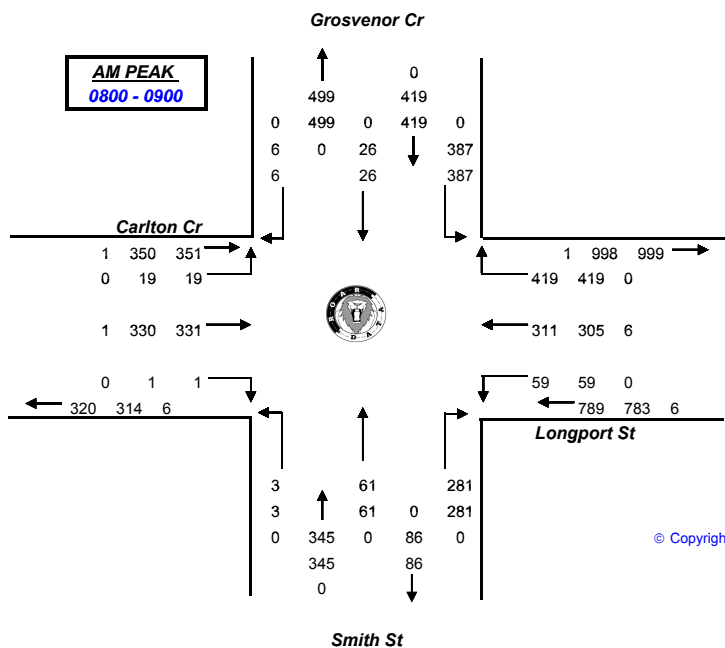 Grosvenor Cr
AM PEAK
0800 - 0900
0
499 419
0 499 0 419 0
6 0 26 387
6 26 387
Carlton Cr
1 350 351
1 998 999
0 19 19
419 419 0
ROAR DATA
1 330 331
311 305 6
0 1 1
59 59 0
320 314 6
789 783 6
Longport St
3 61 281
3 61 0 281
0 345 0 86 0
© Copyrigh
345 86
0
Smith St